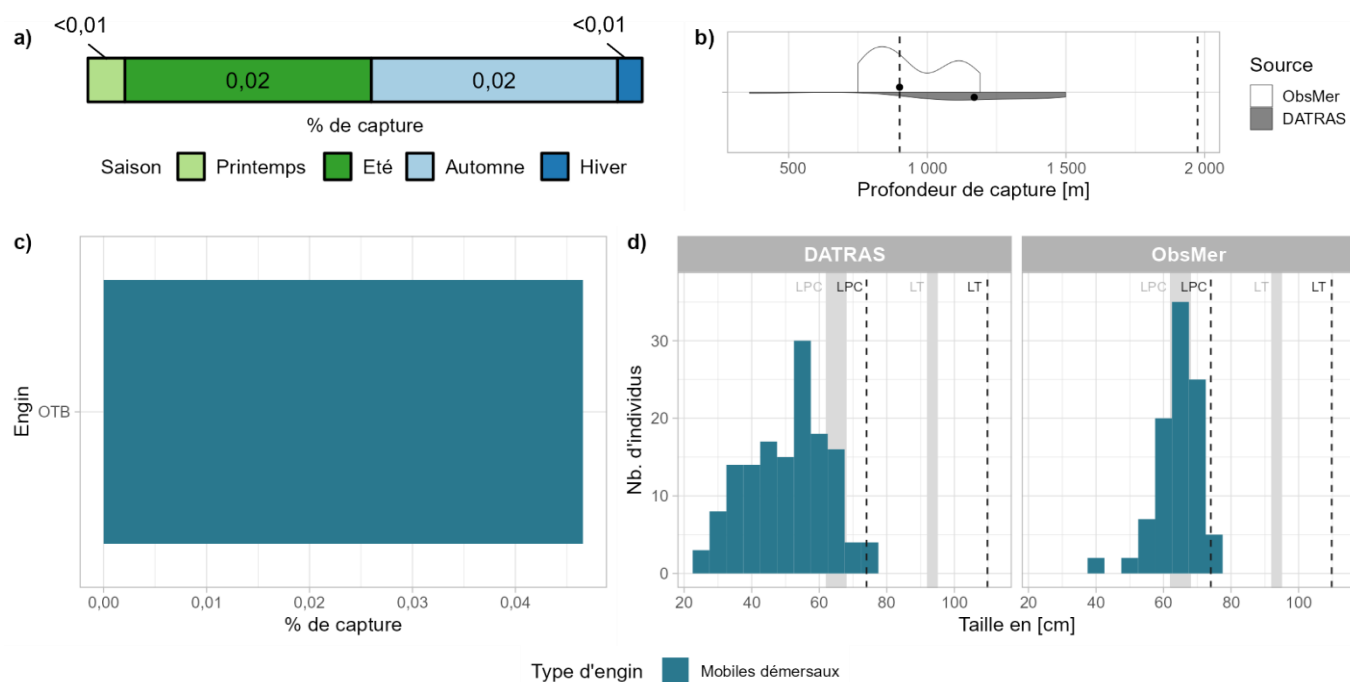 a)
<0,01
<0,01
0,02
0,02
% de capture
Saison
Printemps
Eté
Automne
Hiver
b)
500
1 000
1 500
2 000
Profondeur de capture [m]
Source
ObsMer
DATRAS
c)
Engin
OTB
0,00
0,01
0,02
0,03
0,04
% de capture
d)
DATRAS
ObsMer
LPC
LPC
LT
LT
LPC
LPC
LT
LT
Nb. d'individus
30
20
10
0
20
40
60
80
100
20
40
60
80
100
Taille en [cm]
Type d'engin
Mobiles démersaux